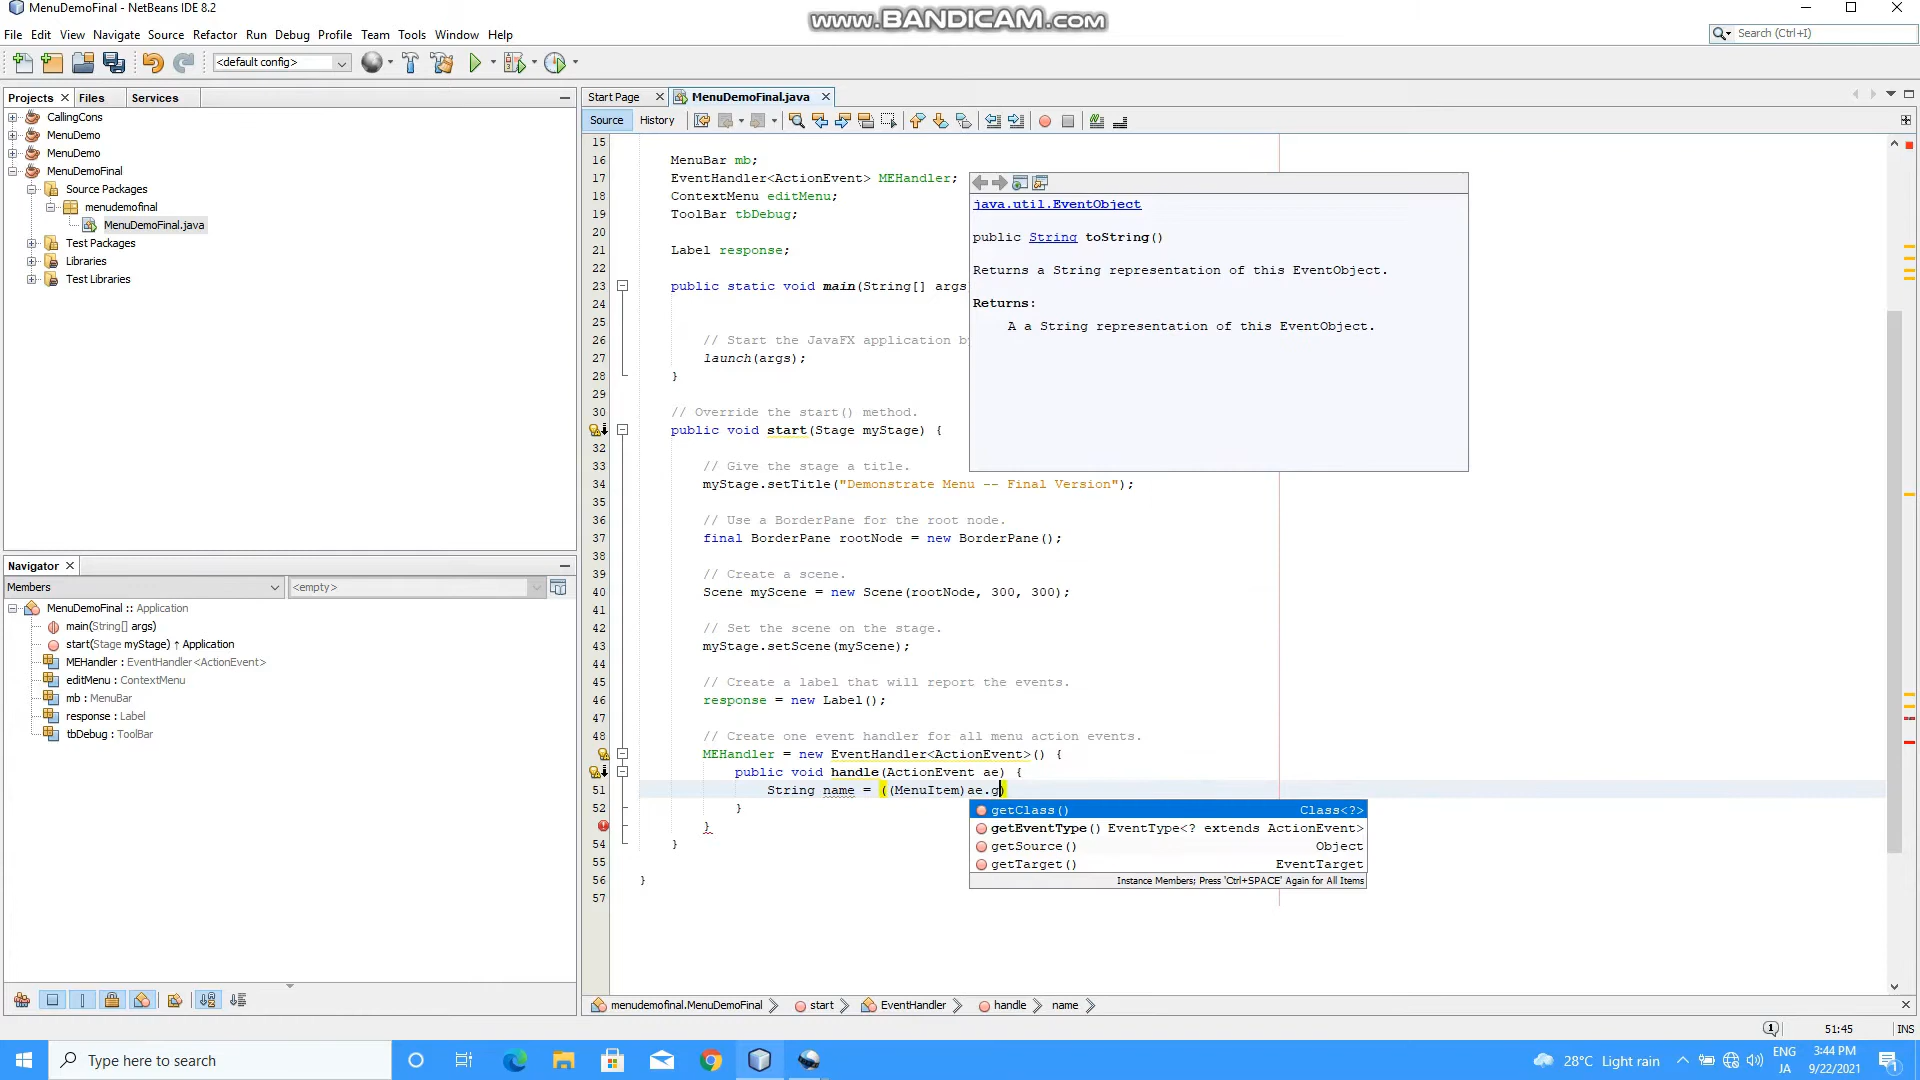 MenuDemoFinal - NetBeans IDE 8.2
www.BANDICAM.com
File Edit View Navigate Source Refactor Run Debug Profile Team Tools Window Help
Search (Ctrl+I)
<default config>
Projects Files Services
CallingCons
MenuDemo
MenuDemo
MenuDemoFinal
Source Packages
menudemofinal
MenuDemoFinal.java
Test Packages
Libraries
Test Libraries
Navigator
Members <empty>
MenuDemoFinal :: Application
main(String[] args)
start(Stage myStage) ↑ Application
MEHandler : EventHandler<ActionEvent>
editMenu : ContextMenu
mb : MenuBar
response : Label
tbDebug : ToolBar
Start Page MenuDemoFinal.java
Source History
15
16 MenuBar mb;
17 EventHandler<ActionEvent> MEHandler;
18 ContextMenu editMenu;
19 ToolBar tbDebug;
20
21 Label response;
22
23 public static void main(String[] args
24
25
26 // Start the JavaFX application b
27 launch(args);
28 }
29
30 // Override the start() method.
public void start(Stage myStage) {
32
33 // Give the stage a title.
34 myStage.setTitle("Demonstrate Menu -- Final Version");
35
36 // Use a BorderPane for the root node.
37 final BorderPane rootNode = new BorderPane();
38
39 // Create a scene.
40 Scene myScene = new Scene(rootNode, 300, 300);
41
42 // Set the scene on the stage.
43 myStage.setScene(myScene);
44
45 // Create a label that will report the events.
46 response = new Label();
47
48 // Create one event handler for all menu action events.
MEHandler = new EventHandler<ActionEvent>() {
public void handle(ActionEvent ae) {
51 String name = ((MenuItem)ae.g)
52 }
}
54 }
55
56 }
57
java.util.EventObject
public String toString()
Returns a String representation of this EventObject.
Returns:
A a String representation of this EventObject.
getClass() Class<?>
getEventType() EventType<? extends ActionEvent>
getSource() Object
getTarget() EventTarget
Instance Members; Press 'Ctrl+SPACE' Again for All Items
menudemofinal.MenuDemoFinal start EventHandler handle name
1 51:45 INS
Type here to search
28°C Light rain
ENG
JA
3:44 PM
9/22/2021
1